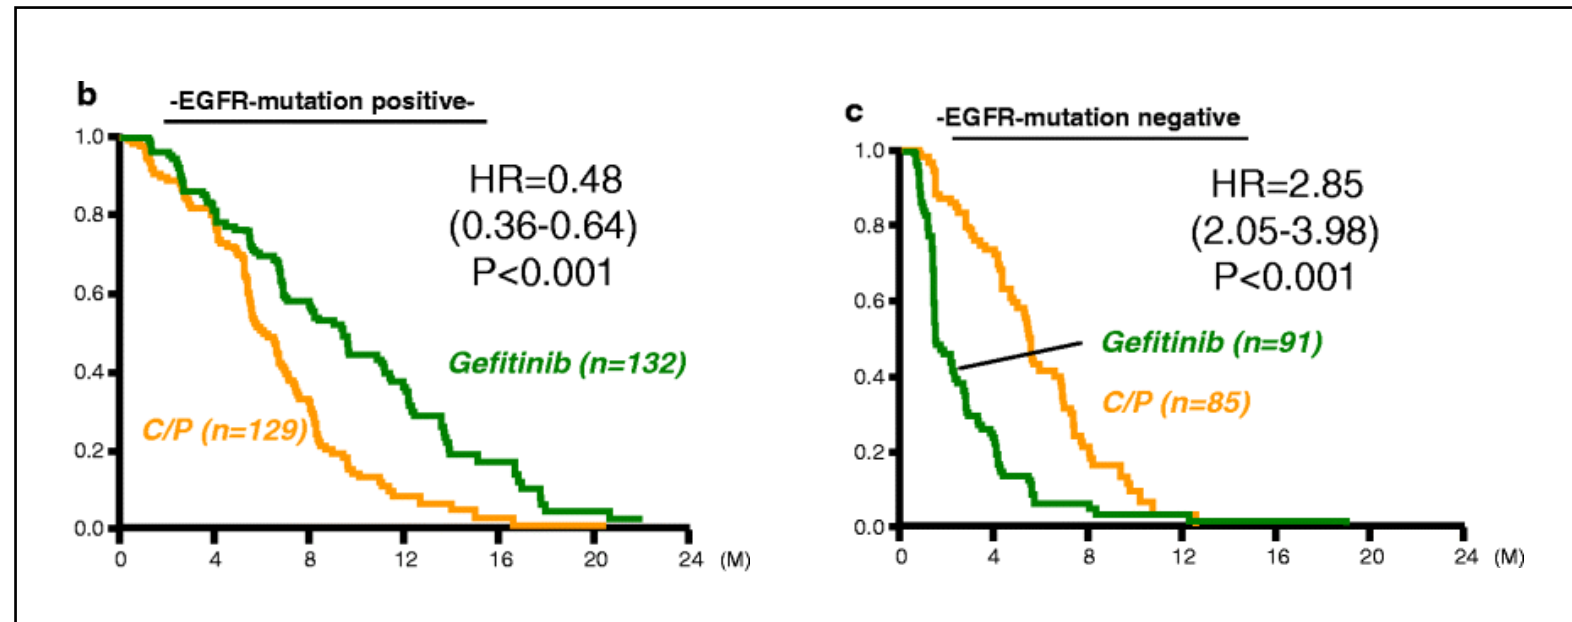 b
-EGFR-mutation positive-
1.0
0.8
0.6
0.4
0.2
0.0
HR=0.48
(0.36-0.64)
P<0.001
Gefitinib (n=132)
C/P (n=129)
0 4 8 12 16 20 24 (M)
c
-EGFR-mutation negative
1.0
0.8
0.6
0.4
0.2
0.0
HR=2.85
(2.05-3.98)
P<0.001
Gefitinib (n=91)
C/P (n=85)
0 4 8 12 16 20 24 (M)